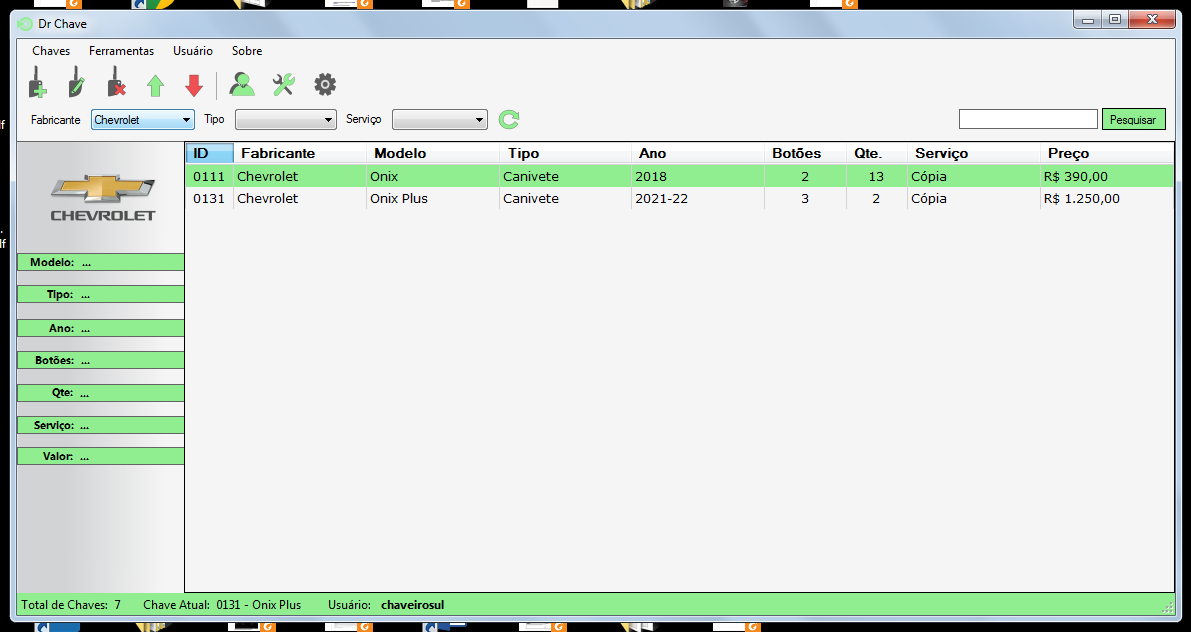 Dr Chave
Chaves Ferramentas Usuário Sobre
Fabricante Chevrolet Tipo Serviço Pesquisar
ID Fabricante Modelo Tipo Ano Botões Qte. Serviço Preço
0111 Chevrolet Onix Canivete 2018 2 13 Cópia R$ 390,00
0131 Chevrolet Onix Plus Canivete 2021-22 3 2 Cópia R$ 1.250,00
CHEVROLET
Modelo: ...
Tipo: ...
Ano: ...
Botões: ...
Qte: ...
Serviço: ...
Valor: ...
Total de Chaves: 7 Chave Atual: 0131 - Onix Plus Usuário: chaveirosul